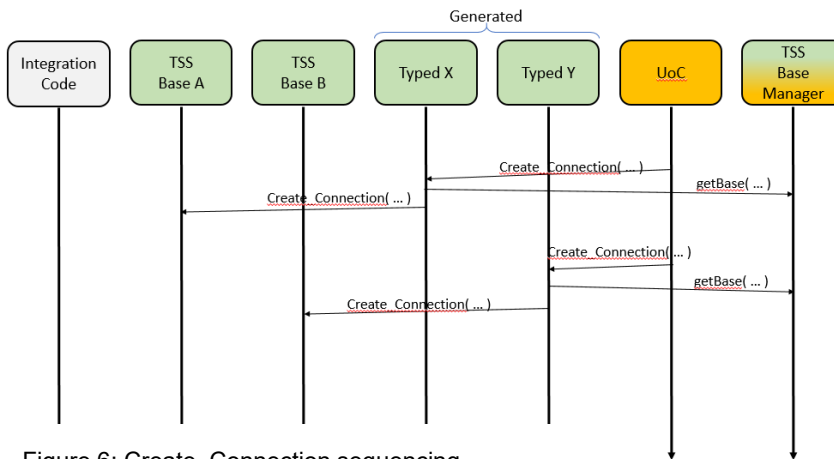 Generated
Integration
Code
TSS
Base A
TSS
Base B
Typed X
Typed Y
UoC
TSS
Base
Manager
Create_Connection( ... )
getBase( ... )
Create_Connection( ... )
Create_Connection( ... )
getBase( ... )
Create_Connection( ... )
Figure 6: Create_Connection sequencing